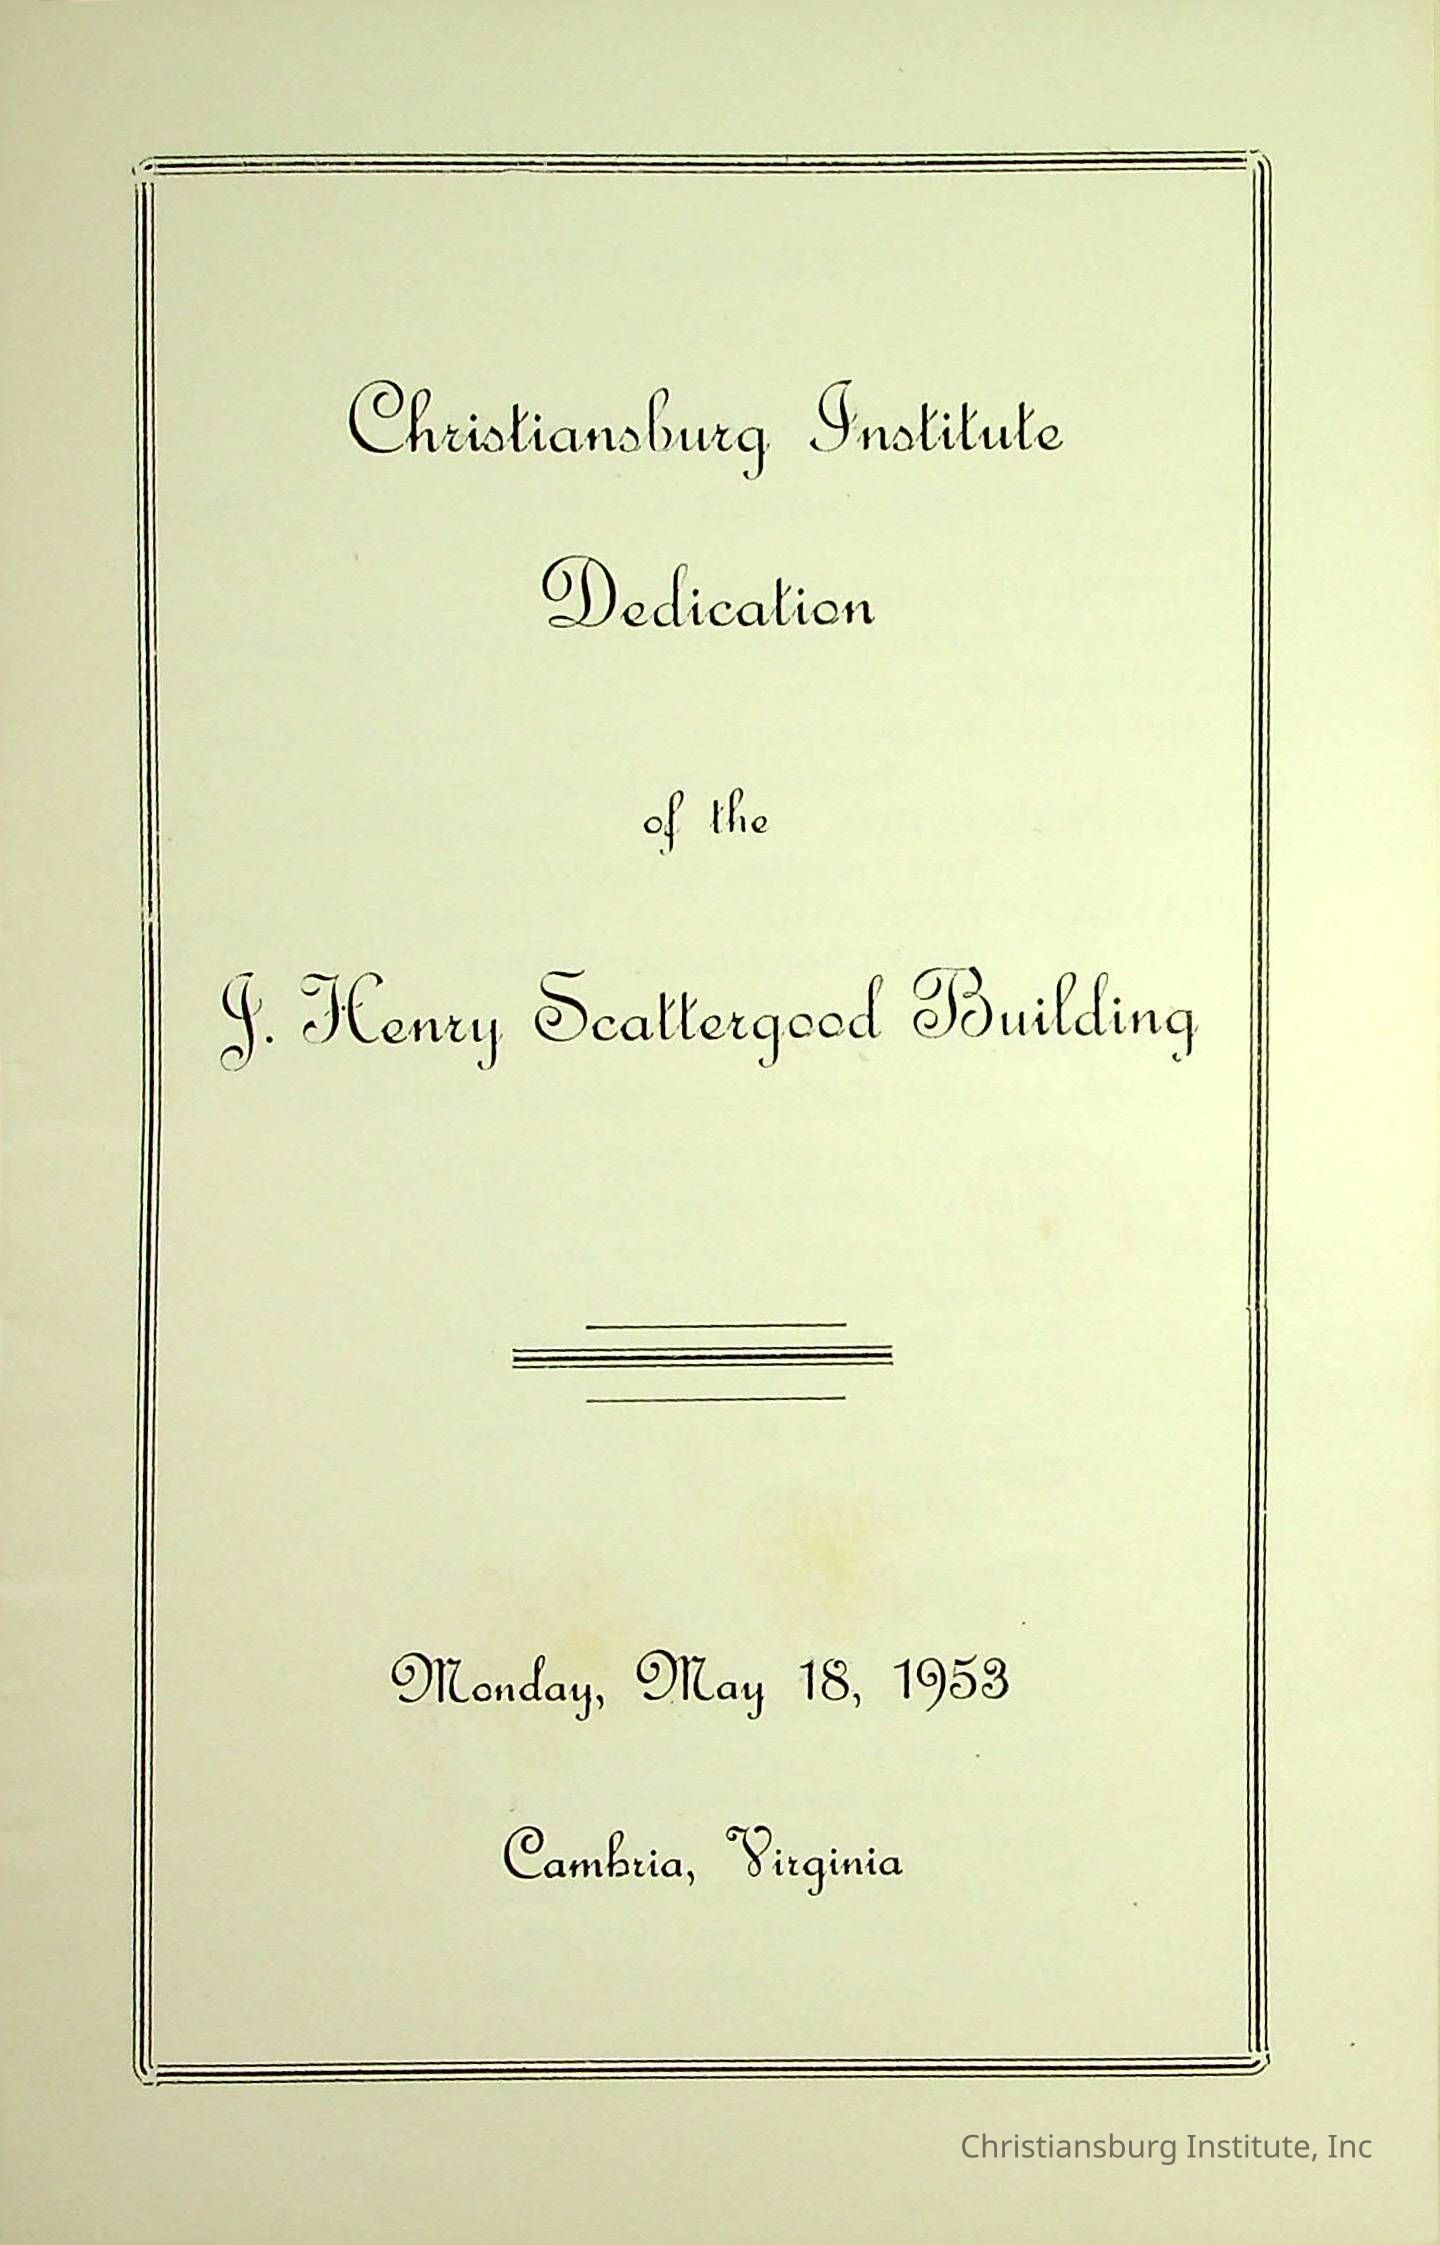 Christiansburg Institute
Dedication
of the
J. Henry Scattergood Building
Monday, May 18, 1953
Cambria, Virginia
Christiansburg Institute, Inc